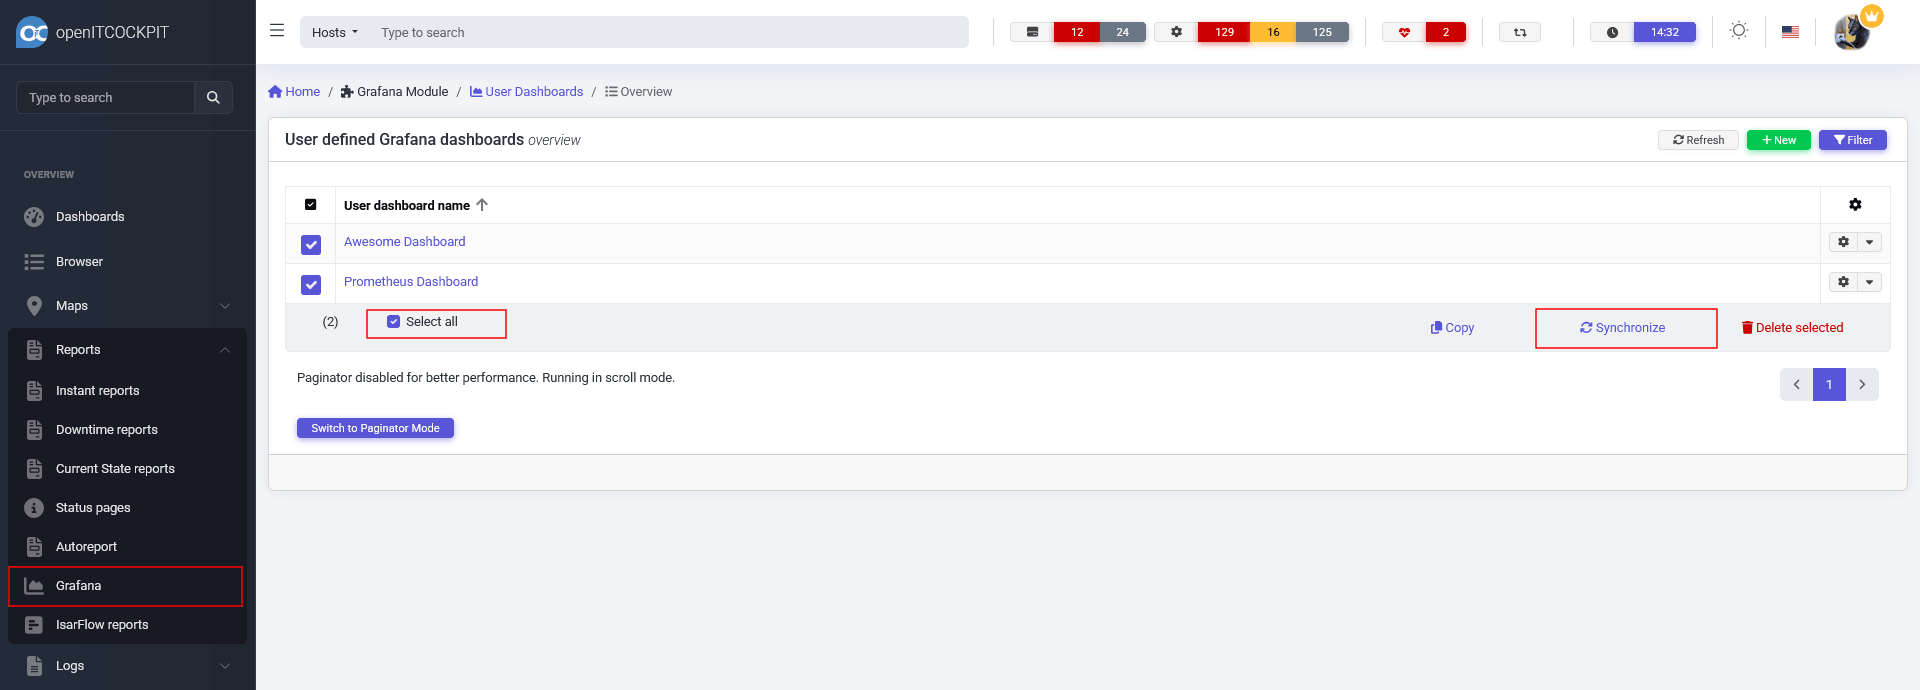 openITCOCKPIT
Hosts Type to search
12 24 129 16 125 2 14:32
Type to search
Home / Grafana Module / User Dashboards / Overview
User defined Grafana dashboards overview
Refresh New Filter
OVERVIEW
Dashboards
Browser
Maps
Reports
Instant reports
Downtime reports
Current State reports
Status pages
Autoreport
Grafana
IsarFlow reports
Logs
User dashboard name
Awesome Dashboard
Prometheus Dashboard
(2) Select all Copy Synchronize Delete selected
Paginator disabled for better performance. Running in scroll mode.
1
Switch to Paginator Mode